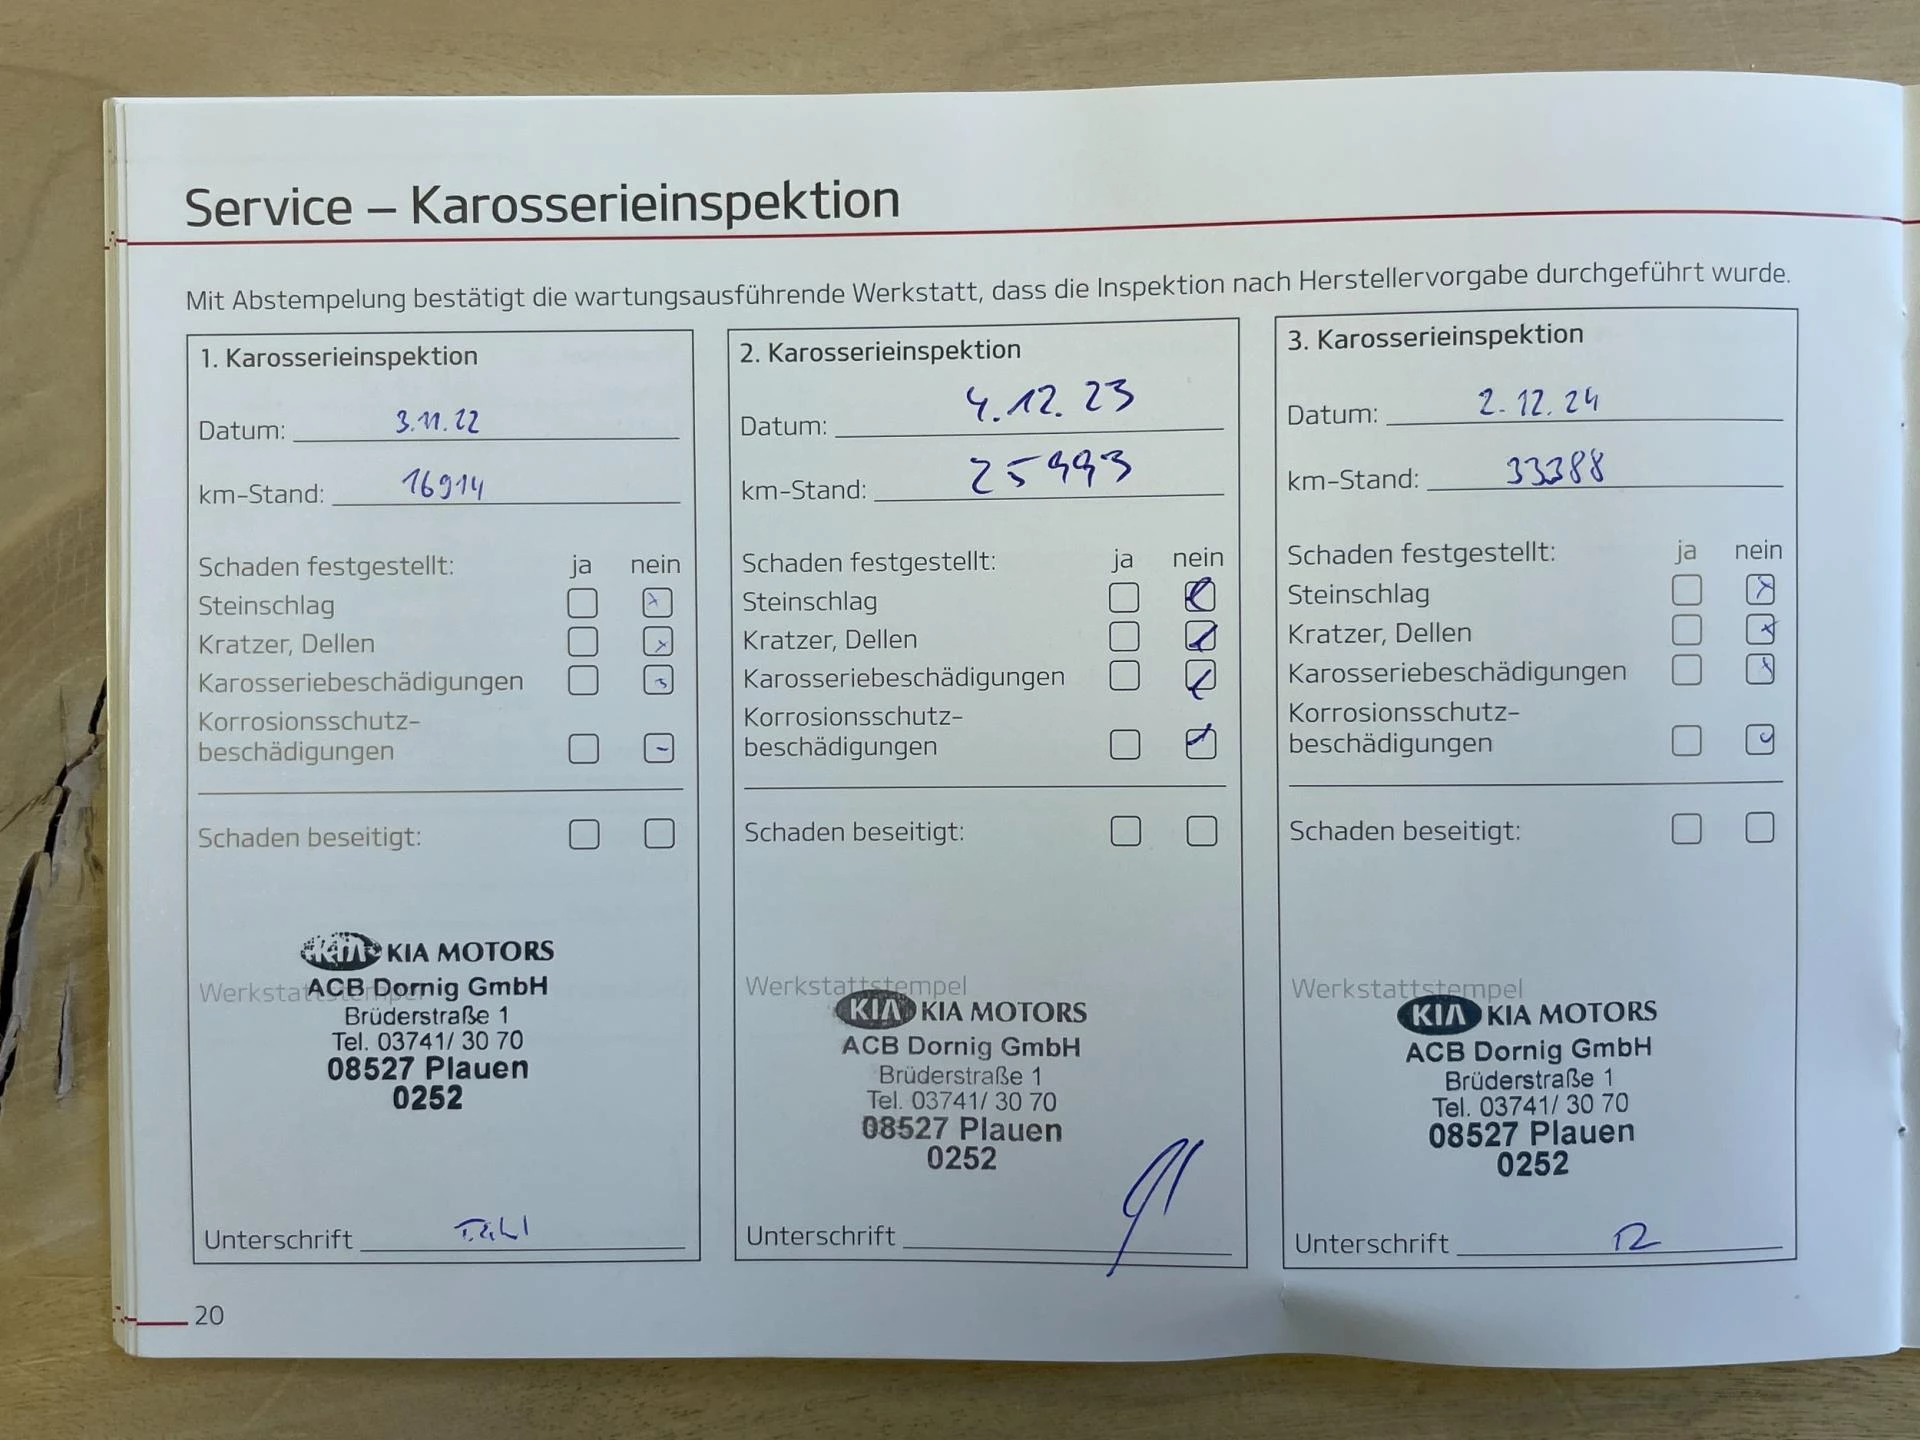 Service – Karosserieinspektion
Mit Abstempelung bestätigt die wartungsausführende Werkstatt, dass die Inspektion nach Herstellervorgabe durchgeführt wurde.
1. Karosserieinspektion
Datum: 3.11.22
km-Stand: 16914
Schaden festgestellt: ja nein
Steinschlag
Kratzer, Dellen
Karosseriebeschädigungen
Korrosionsschutz-
beschädigungen
Schaden beseitigt:
KIA KIA MOTORS
Werkstattstempel
ACB Dornig GmbH
Brüderstraße 1
Tel. 03741/ 30 70
08527 Plauen
0252
Unterschrift
2. Karosserieinspektion
Datum: 4.12.23
km-Stand: 25993
Schaden festgestellt: ja nein
Steinschlag
Kratzer, Dellen
Karosseriebeschädigungen
Korrosionsschutz-
beschädigungen
Schaden beseitigt:
Werkstattstempel
KIA KIA MOTORS
ACB Dornig GmbH
Brüderstraße 1
Tel. 03741/ 30 70
08527 Plauen
0252
Unterschrift
3. Karosserieinspektion
Datum: 2.12.24
km-Stand: 33388
Schaden festgestellt: ja nein
Steinschlag
Kratzer, Dellen
Karosseriebeschädigungen
Korrosionsschutz-
beschädigungen
Schaden beseitigt:
Werkstattstempel
KIA KIA MOTORS
ACB Dornig GmbH
Brüderstraße 1
Tel. 03741/ 30 70
08527 Plauen
0252
Unterschrift
20